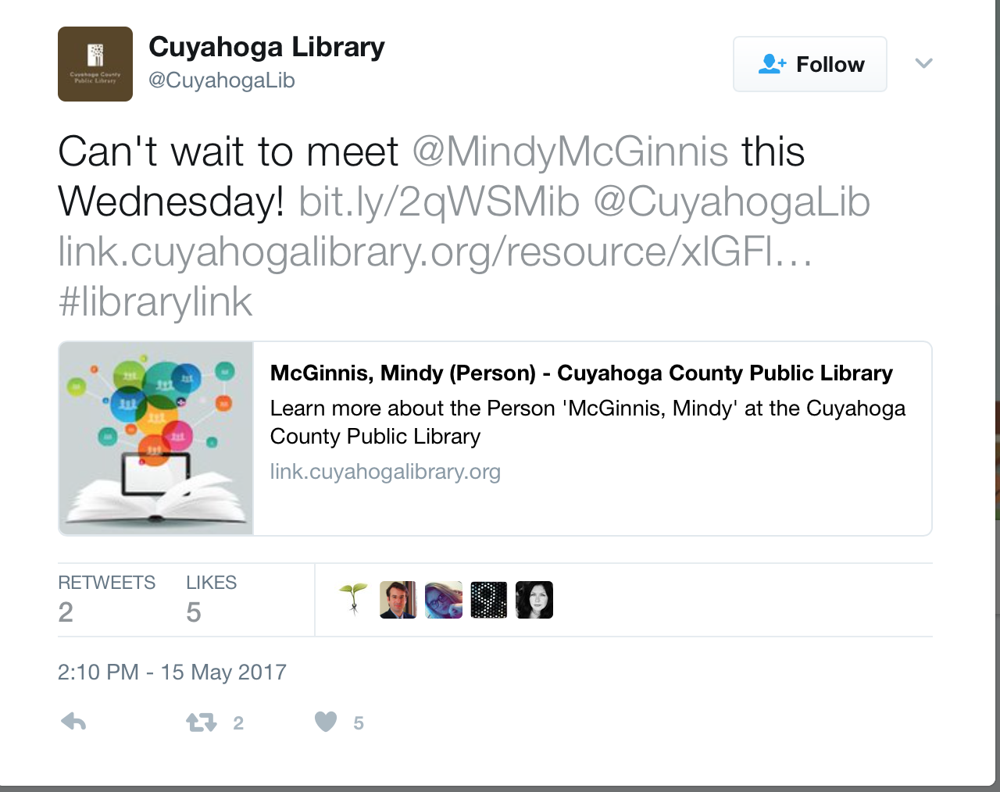 Cuyahoga County
Public Library
Cuyahoga Library
@CuyahogaLib
Follow
Can't wait to meet @MindyMcGinnis this
Wednesday! bit.ly/2qWSMib @CuyahogaLib
link.cuyahogalibrary.org/resource/xlGFl…
#librarylink
McGinnis, Mindy (Person) - Cuyahoga County Public Library
Learn more about the Person 'McGinnis, Mindy' at the Cuyahoga
County Public Library
link.cuyahogalibrary.org
RETWEETS LIKES
2 5
2:10 PM - 15 May 2017
2 5